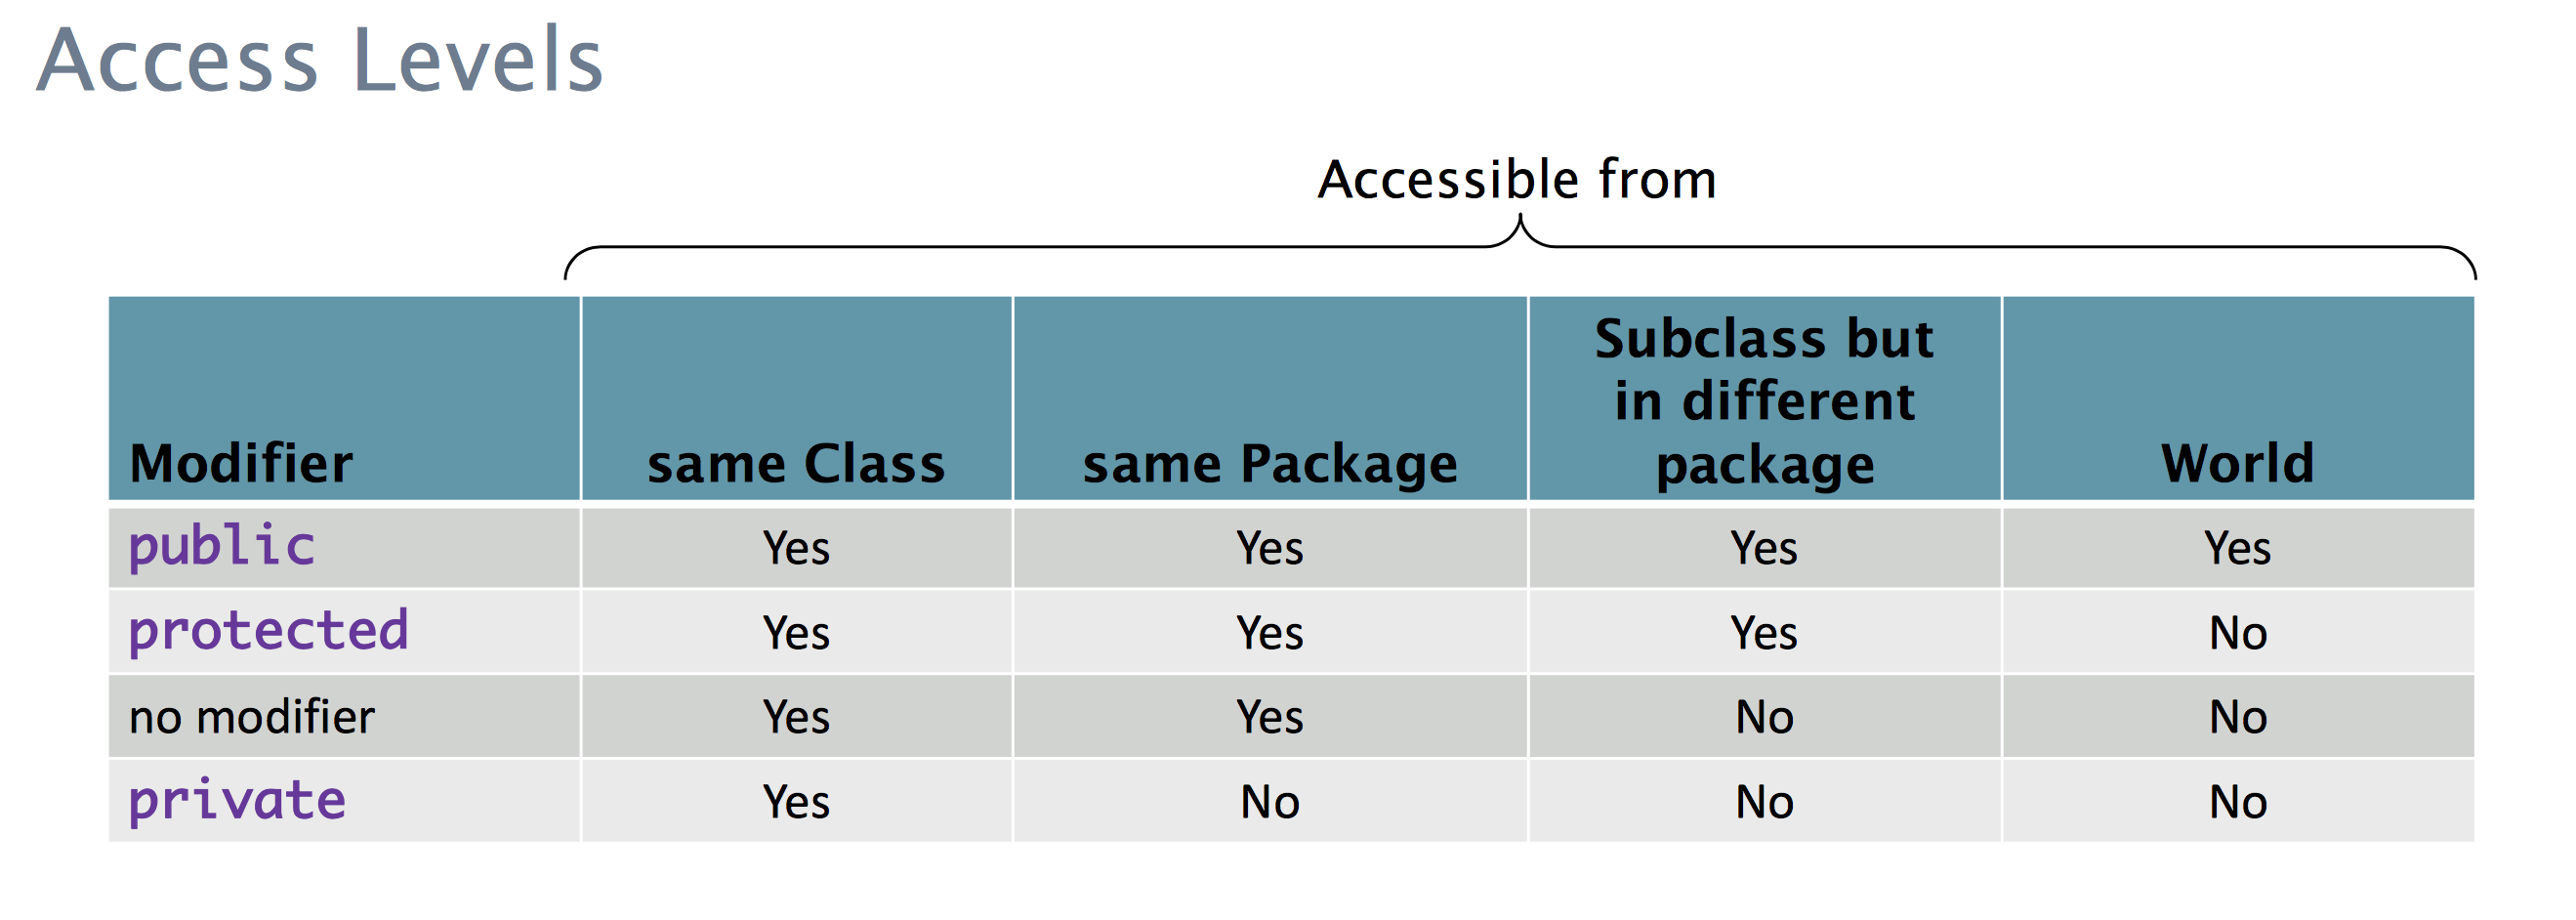 Access Levels
Accessible from
Modifier same Class same Package Subclass but in different package World
public Yes Yes Yes Yes
protected Yes Yes Yes No
no modifier Yes Yes No No
private Yes No No No